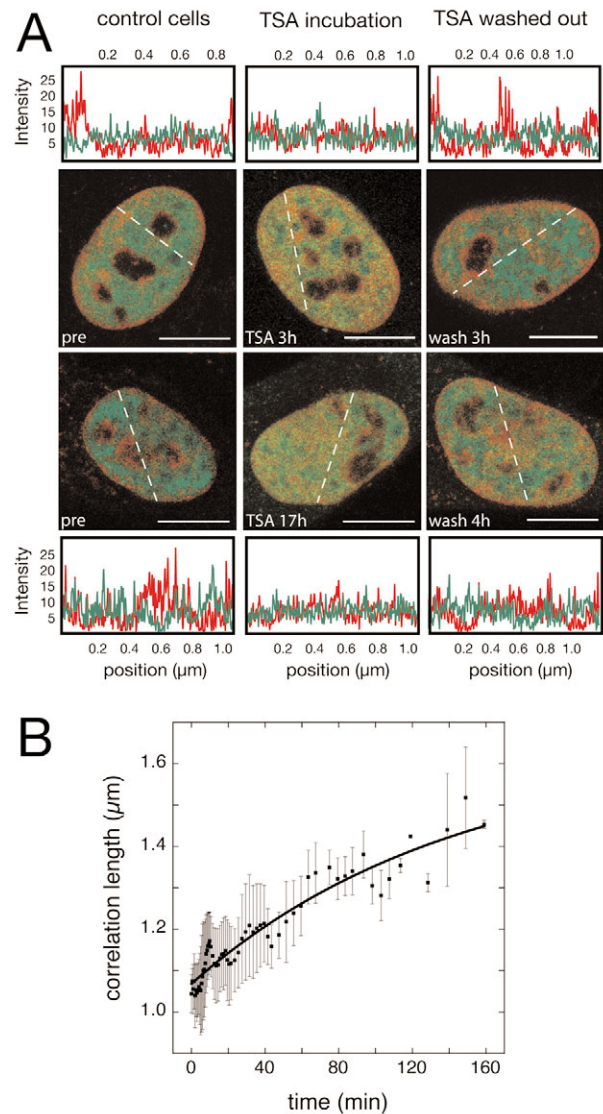 A
control cells TSA incubation TSA washed out
0.2 0.4 0.6 0.8 0.2 0.4 0.6 0.8 1.0 0.2 0.4 0.6 0.8 1.0
Intensity
25
20
15
10
5
pre TSA 3h wash 3h
pre TSA 17h wash 4h
Intensity
25
20
15
10
5
0.2 0.4 0.6 0.8 1.0 0.2 0.4 0.6 0.8 1.0 0.2 0.4 0.6 0.8 1.0
position (µm) position (µm) position (µm)
B
correlation length (µm)
1.6
1.4
1.2
1.0
0 40 80 120 160
time (min)